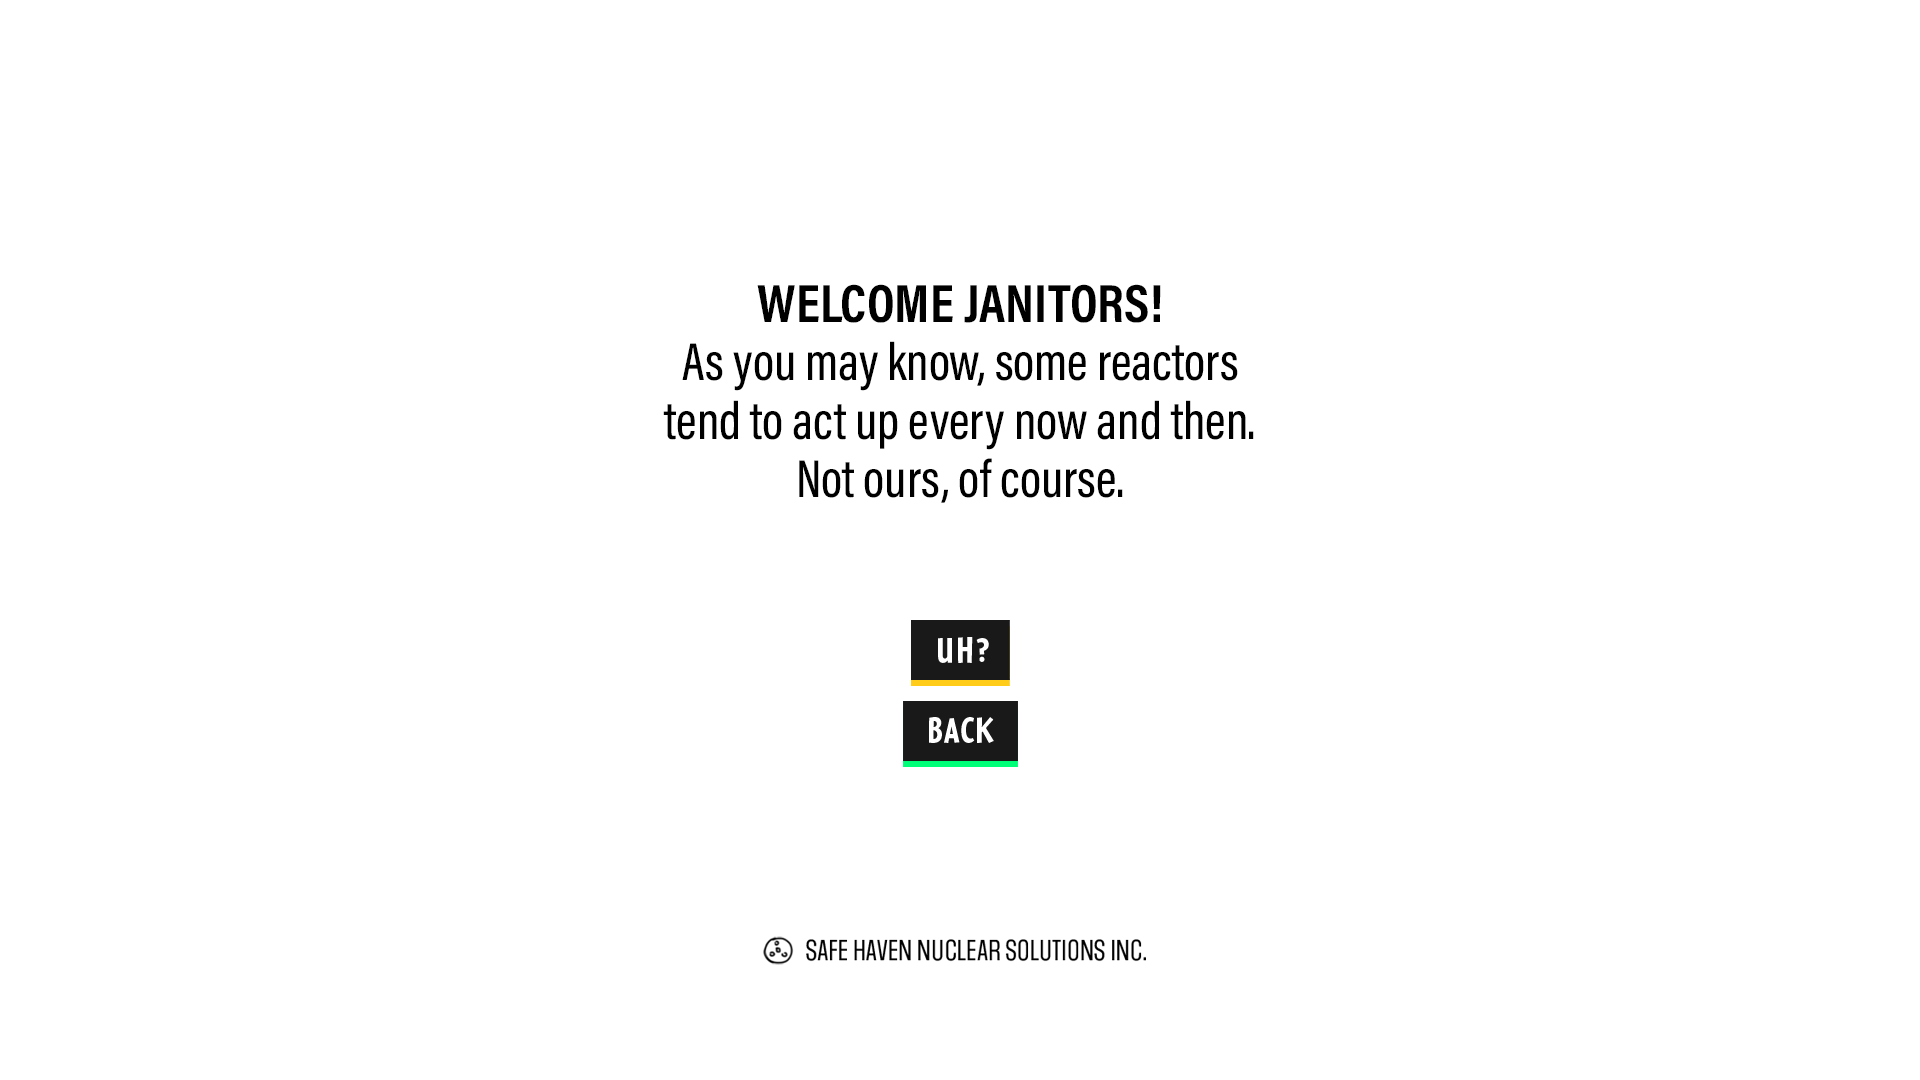 WELCOME JANITORS!
As you may know, some reactors
tend to act up every now and then.
Not ours, of course.
UH?
BACK
SAFE HAVEN NUCLEAR SOLUTIONS INC.